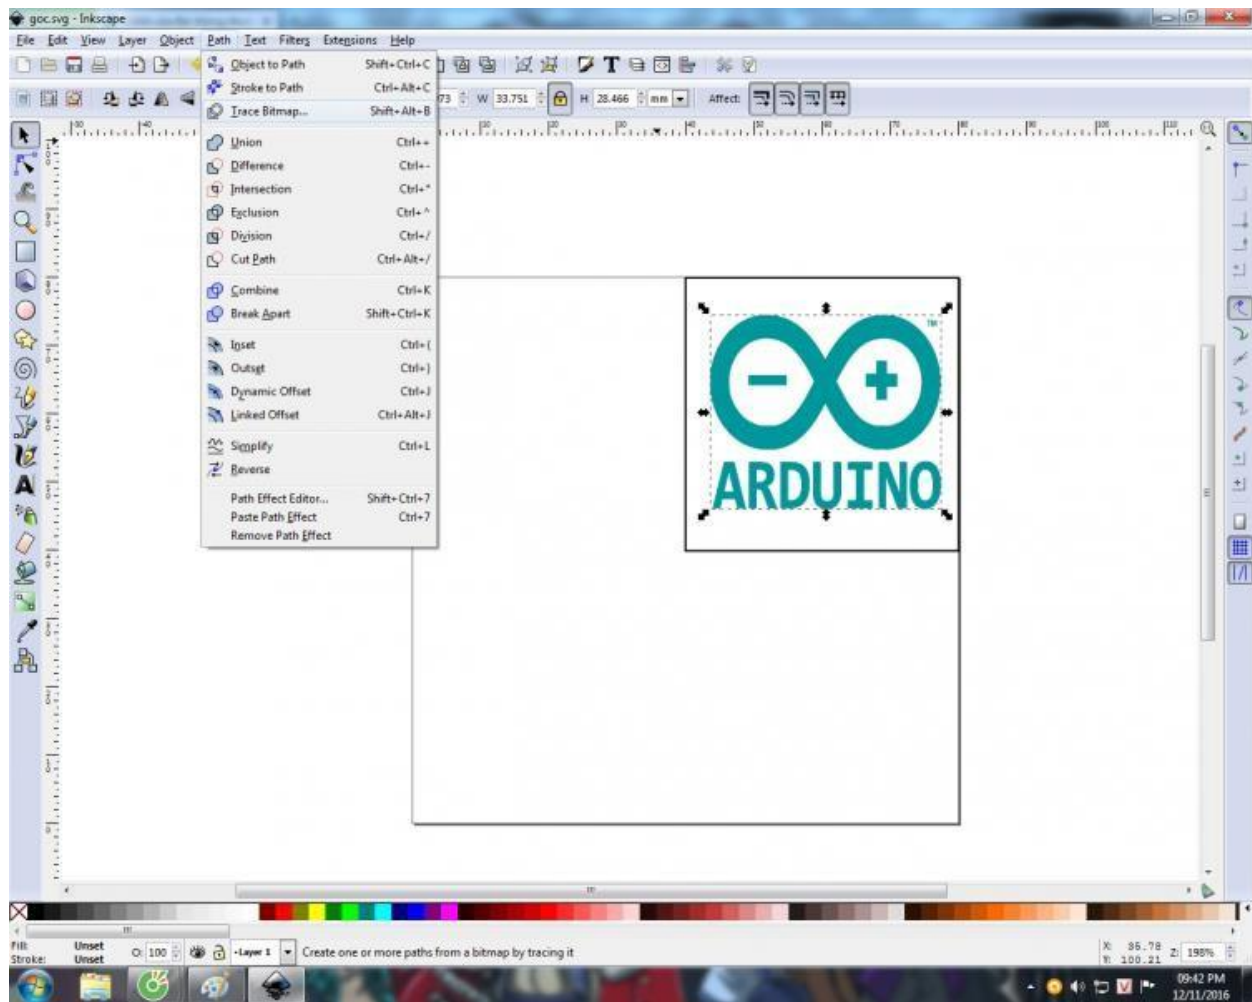 goc.svg - Inkscape
File Edit View Layer Object Path Text Filters Extensions Help
Object to Path Shift+Ctrl+C
Stroke to Path Ctrl+Alt+C
Trace Bitmap... Shift+Alt+B
W 33.751 H 28.466 mm Affect:
Union Ctrl++
Difference Ctrl+-
Intersection Ctrl+*
Exclusion Ctrl+^
Division Ctrl+/
Cut Path Ctrl+Alt+/
Combine Ctrl+K
Break Apart Shift+Ctrl+K
Inset Ctrl+(
Outset Ctrl+)
Dynamic Offset Ctrl+J
Linked Offset Ctrl+Alt+J
Simplify Ctrl+L
Reverse
Path Effect Editor... Shift+Ctrl+7
Paste Path Effect Ctrl+7
Remove Path Effect
TM
ARDUINO
Fill: Unset
Stroke: Unset
O: 100 -Layer 1 Create one or more paths from a bitmap by tracing it
X: 35.78
Y: 100.21
Z: 198%
09:42 PM
12/11/2016